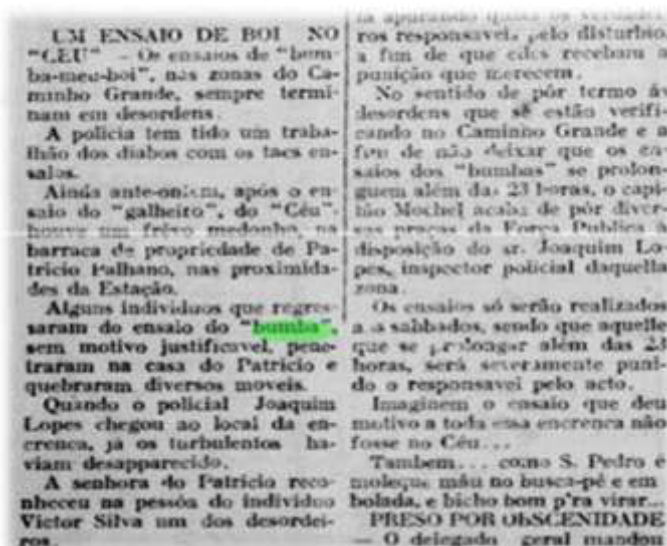 UM ENSAIO DE BOI NO
"CEU" — Os ensaios de "bum-
ba-meu-boi", nas zonas do Ca-
minho Grande, sempre termi-
nam em desordens.
A policia tem tido um traba-
lhão dos diabos com os taes en-
saios.
Ainda ante-ontem, após o en-
saio do "galheiro", do "Céu",
houve um frévo medonho, na
barraca de propriedade de Pa-
tricio Palhano, nas proximida-
des da Estação.
Alguns individuos que regres-
saram do ensaio do "bumba",
sem motivo justificavel, pene-
traram na casa do Patricio e
quebraram diversos moveis.
Quando o policial Joaquim
Lopes chegou ao local da en-
crenca, já os turbulentos ha-
viam desapparecido.
A senhora do Patricio reco-
nheceu na pessôa do individuo
Victor Silva um dos desordei-
ros.
apurando os
ros responsaveis pelo disturbio,
a fim de que eles recebam a
punição que merecem.
No sentido de pôr termo ás
desordens que se estão verifi-
cando no Caminho Grande e a
fim de não deixar que os en-
saios dos "bumbas" se prolon-
guem além das 23 horas, o capi-
tão Mochel acaba de pôr diver-
sas praças da Força Publica à
disposição do sr. Joaquim Lo-
pes, inspector policial daquella
zona.
Os ensaios só serão realizados
aos sabbados, sendo que aquelle
que se prolongar além das 23
horas, será severamente puni-
do o responsavel pelo acto.
Imaginem o ensaio que deu
motivo a toda essa encrenca não
fosse no Céu...
Tambem... como S. Pedro é
moleque máu no busca-pé e em
bolada, e bicho bom p'ra virar...
PRESO POR OBSCENIDADE
— O delegado geral mandou